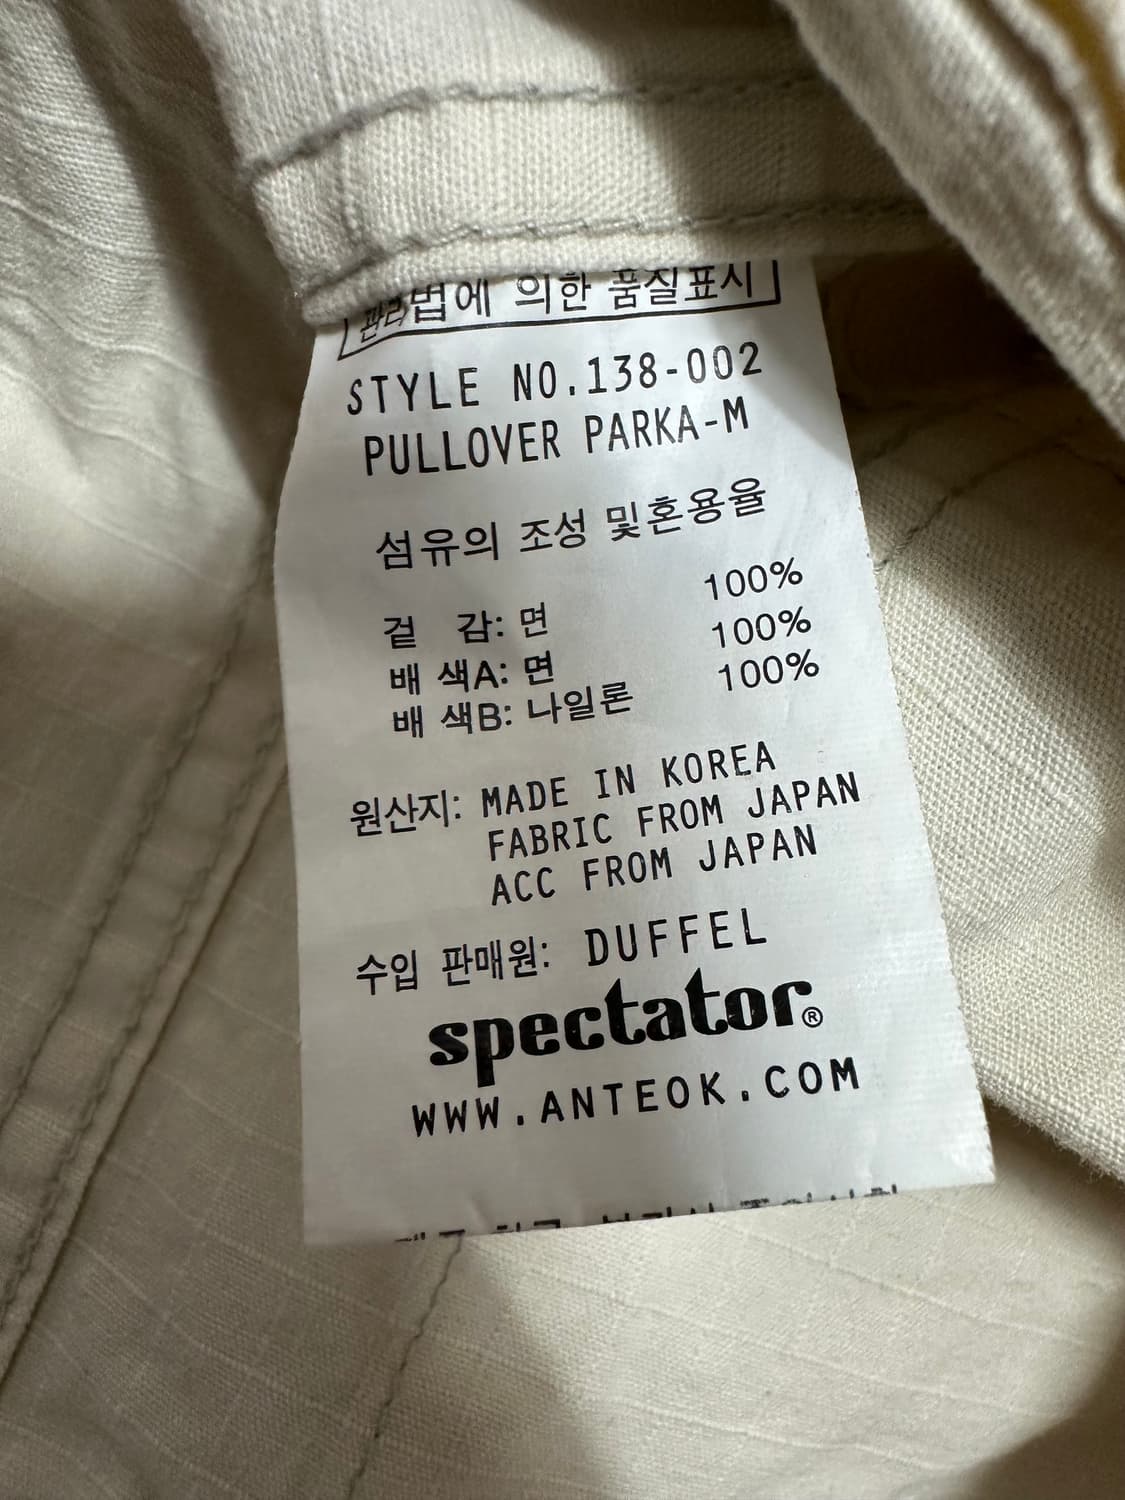 관리법에 의한 품질표시
STYLE NO.138-002
PULLOVER PARKA-M
섬유의 조성 및혼용율
겉 감: 면 100%
배 색A: 면 100%
배 색B: 나일론 100%
원산지: MADE IN KOREA
FABRIC FROM JAPAN
ACC FROM JAPAN
수입 판매원: DUFFEL
spectator®
WWW.ANTEOK.COM